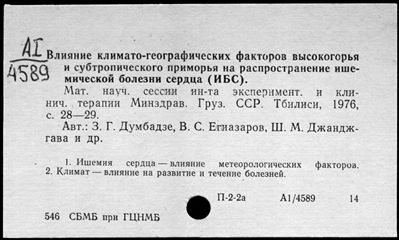 АI
4589
Влияние климато-географических факторов высокогорья
и субтропического приморья на распространение ише-
мической болезни сердца (ИБС).
Мат. науч. сессии ин-та эксперимент. и кли-
нич. терапии Минздрав. Груз. ССР. Тбилиси, 1976,
с. 28—29.
Авт.: З. Г. Думбадзе, В. С. Егиазаров, Ш. М. Джандж-
гава и др.
1. Ишемия сердца — влияние метеорологических факторов.
2. Климат — влияние на развитие и течение болезней.
П-2-2а А1/4589 14
546 СБМБ при ГЦНМБ